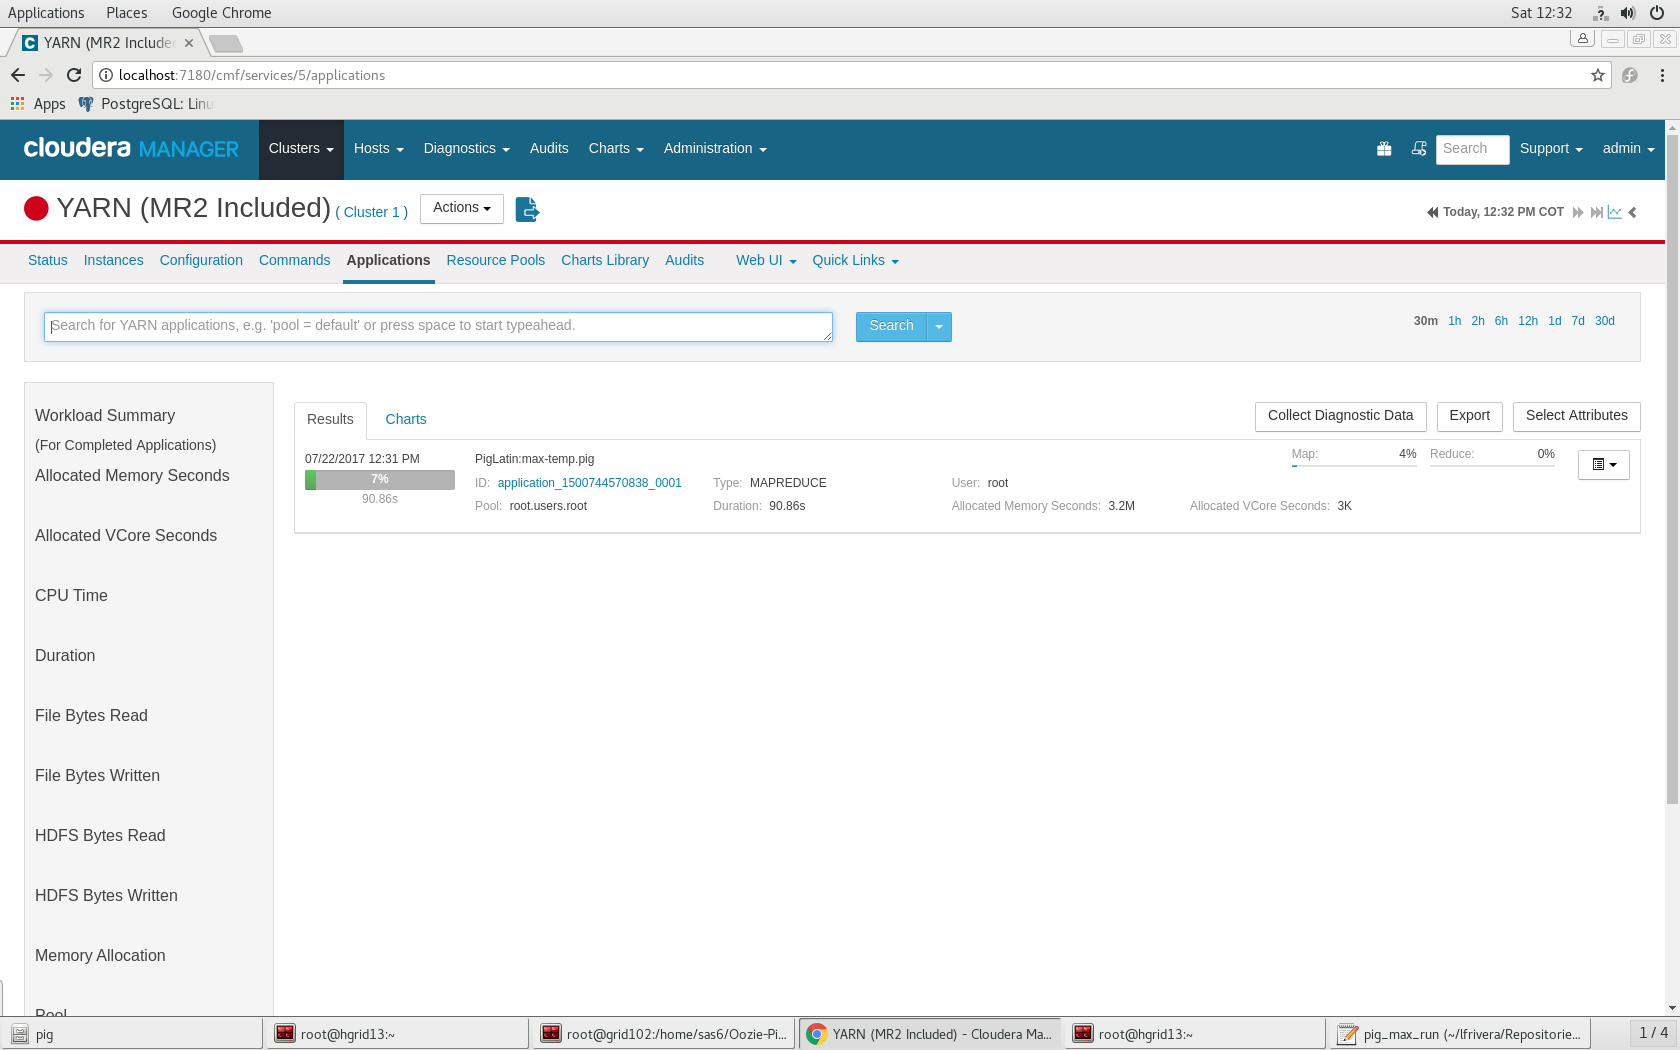 Applications Places Google Chrome Sat 12:32
YARN (MR2 Include
localhost:7180/cmf/services/5/applications
Apps PostgreSQL: Linu
cloudera MANAGER Clusters Hosts Diagnostics Audits Charts Administration Search Support admin
YARN (MR2 Included) ( Cluster 1 ) Actions Today, 12:32 PM COT
Status Instances Configuration Commands Applications Resource Pools Charts Library Audits Web UI Quick Links
Search for YARN applications, e.g. 'pool = default' or press space to start typeahead. Search 30m 1h 2h 6h 12h 1d 7d 30d
Workload Summary
(For Completed Applications)
Allocated Memory Seconds
Allocated VCore Seconds
CPU Time
Duration
File Bytes Read
File Bytes Written
HDFS Bytes Read
HDFS Bytes Written
Memory Allocation
Pool
Results Charts Collect Diagnostic Data Export Select Attributes
07/22/2017 12:31 PM PigLatin:max-temp.pig Map: 4% Reduce: 0%
7% ID: application_1500744570838_0001 Type: MAPREDUCE User: root
90.86s Pool: root.users.root Duration: 90.86s Allocated Memory Seconds: 3.2M Allocated VCore Seconds: 3K
pig root@hgrid13:~ root@grid102:/home/sas6/Oozie-Pi... YARN (MR2 Included) - Cloudera Ma... root@hgrid13:~ pig_max_run (~/lfrivera/Repositorie... 1 / 4